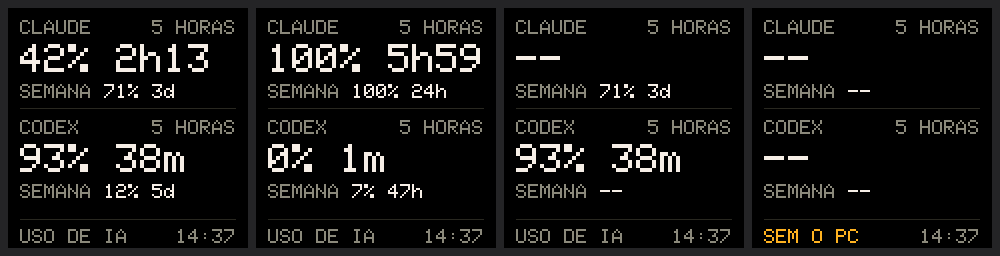 CLAUDE 5 HORAS
42% 2h13
SEMANA 71% 3d
CODEX 5 HORAS
93% 38m
SEMANA 12% 5d
USO DE IA 14:37
CLAUDE 5 HORAS
100% 5h59
SEMANA 100% 24h
CODEX 5 HORAS
0% 1m
SEMANA 7% 47h
USO DE IA 14:37
CLAUDE 5 HORAS
--
SEMANA 71% 3d
CODEX 5 HORAS
93% 38m
SEMANA --
USO DE IA 14:37
CLAUDE 5 HORAS
--
SEMANA --
CODEX 5 HORAS
--
SEMANA --
SEM O PC 14:37